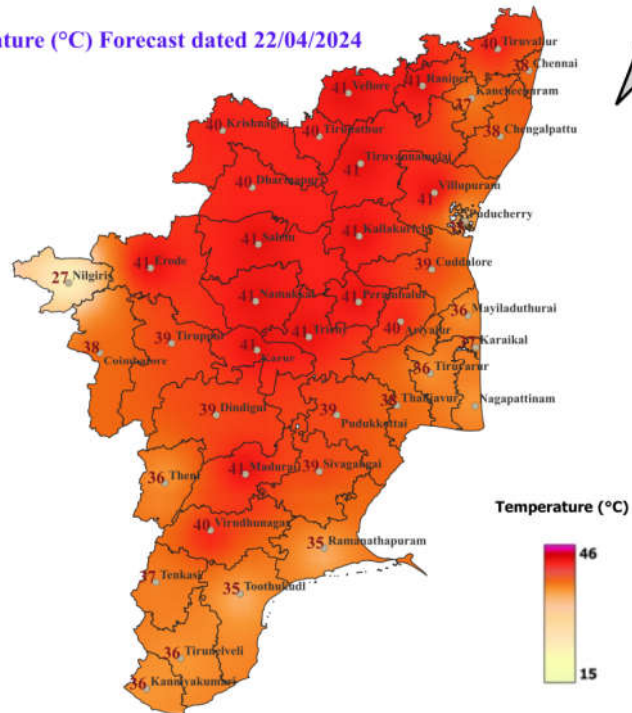 ature (°C) Forecast dated 22/04/2024
40 Tiruvallur
38 Chennai
41 Vellore
41 Ranipet
37 Kancheepuram
40 Krishnagiri
40 Tirupathur
38 Chengalpattu
41 Tiruvannamalai
40 Dharmapuri
41 Villupuram
Puducherry
41 Salem
41 Kallakurichi
39 Cuddalore
41 Erode
27 Nilgiris
41 Namakkal
41 Perambalur
40 Ariyalur
36 Mayiladuthurai
38 Coimbatore
39 Tiruppur
41 Karur
41 Trichy
Karaikal
36 Tiruvarur
39 Dindigul
39 Pudukkottai
Thanjavur
Nagapattinam
36 Theni
41 Madurai
39 Sivagangai
40 Virudhunagar
35 Ramanathapuram
37 Tenkasi
35 Toothukudi
36 Tirunelveli
36 Kanniyakumari
Temperature (°C)
46
15